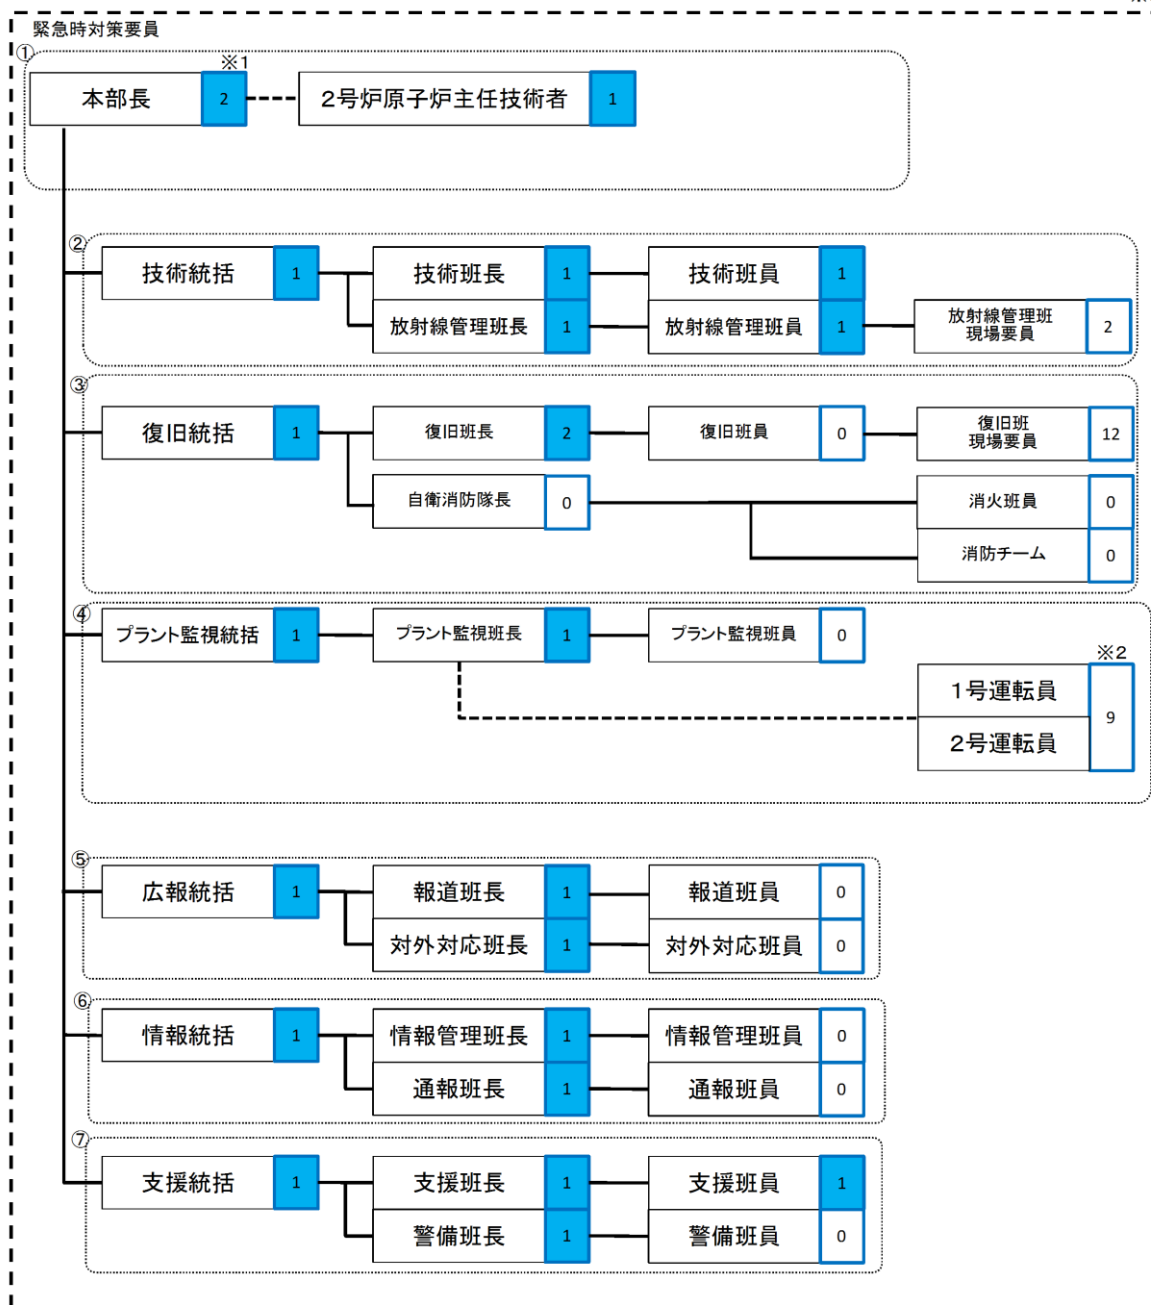 緊急時対策要員
①
※1
本部長 2 2号炉原子炉主任技術者 1
②
技術統括 1 技術班長 1 技術班員 1
放射線管理班長 1 放射線管理班員 1 放射線管理班
現場要員 2
③
復旧統括 1 復旧班長 2 復旧班員 0 復旧班
現場要員 12
自衛消防隊長 0 消火班員 0
消防チーム 0
④
プラント監視統括 1 プラント監視班長 1 プラント監視班員 0
※2
1号運転員
9
2号運転員
⑤
広報統括 1 報道班長 1 報道班員 0
対外対応班長 1 対外対応班員 0
⑥
情報統括 1 情報管理班長 1 情報管理班員 0
通報班長 1 通報班員 0
⑦
支援統括 1 支援班長 1 支援班員 1
警備班長 1 警備班員 0